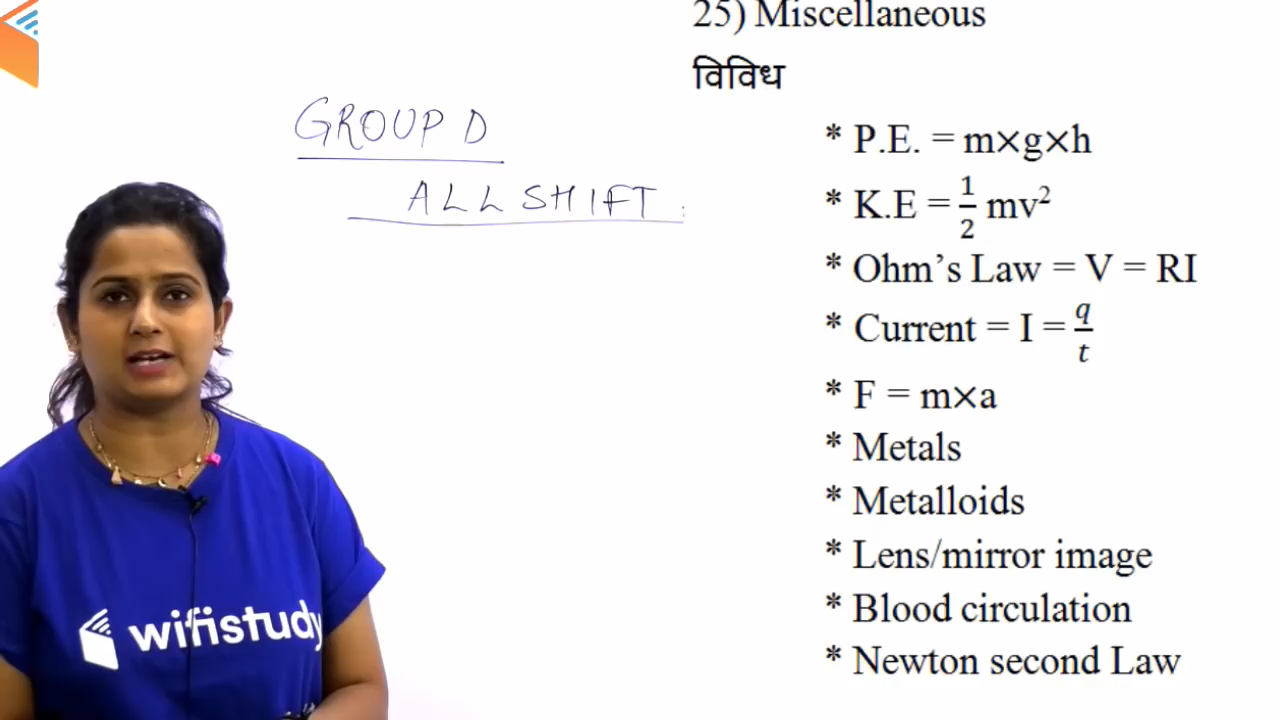 25) Miscellaneous
विविध
GROUP D
ALL SHIFT :
* P.E. = m×g×h
* K.E = 1/2 mv²
* Ohm's Law = V = RI
* Current = I = q/t
* F = m×a
* Metals
* Metalloids
* Lens/mirror image
* Blood circulation
* Newton second Law
wifistudy